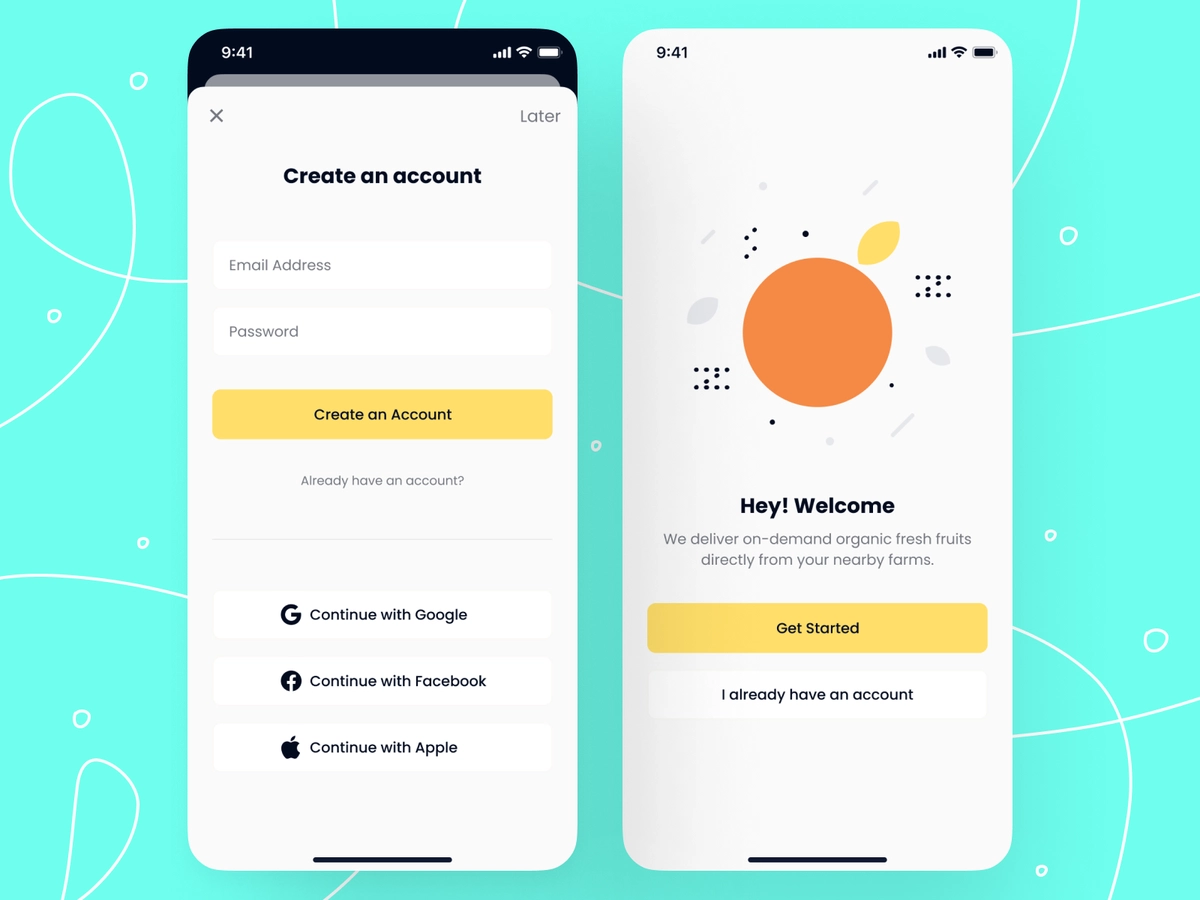 9:41
Later
Create an account
Email Address
Password
Create an Account
Already have an account?
Continue with Google
Continue with Facebook
Continue with Apple
9:41
Hey! Welcome
We deliver on-demand organic fresh fruits
directly from your nearby farms.
Get Started
I already have an account